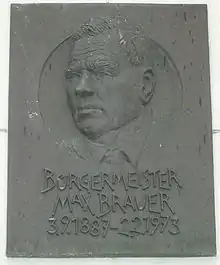 BÜRGERMEISTER
MAX BRAUER
3.9.1887–2.2.1973